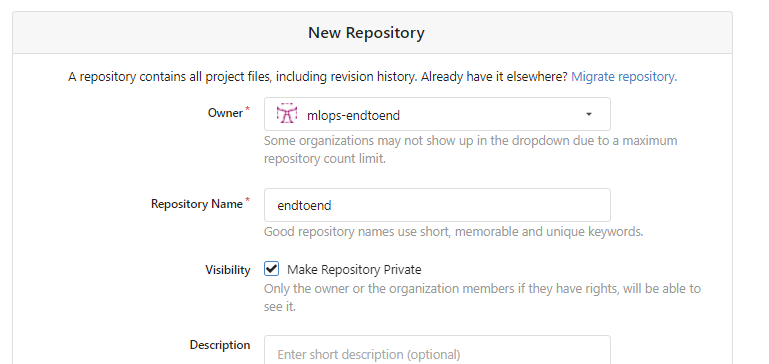 New Repository
A repository contains all project files, including revision history. Already have it elsewhere? Migrate repository.
Owner*
mlops-endtoend
Some organizations may not show up in the dropdown due to a maximum
repository count limit.
Repository Name*
endtoend
Good repository names use short, memorable and unique keywords.
Visibility
Make Repository Private
Only the owner or the organization members if they have rights, will be able to
see it.
Description
Enter short description (optional)